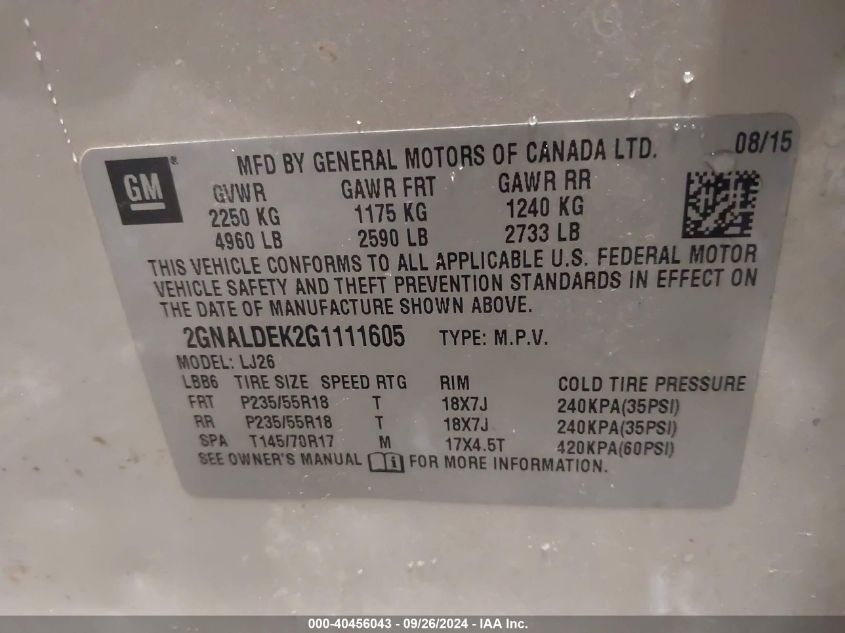 GM ®
MFD BY GENERAL MOTORS OF CANADA LTD. 08/15
GVWR GAWR FRT GAWR RR
2250 KG 1175 KG 1240 KG
4960 LB 2590 LB 2733 LB
THIS VEHICLE CONFORMS TO ALL APPLICABLE U.S. FEDERAL MOTOR
VEHICLE SAFETY AND THEFT PREVENTION STANDARDS IN EFFECT ON
THE DATE OF MANUFACTURE SHOWN ABOVE.
2GNALDEK2G1111605 TYPE: M.P.V.
MODEL: LJ26
LBB6 TIRE SIZE SPEED RTG RIM COLD TIRE PRESSURE
FRT P235/55R18 T 18X7J 240KPA(35PSI)
RR P235/55R18 T 18X7J 240KPA(35PSI)
SPA T145/70R17 M 17X4.5T 420KPA(60PSI)
SEE OWNER'S MANUAL FOR MORE INFORMATION.
000-40456043 - 09/26/2024 - IAA Inc.